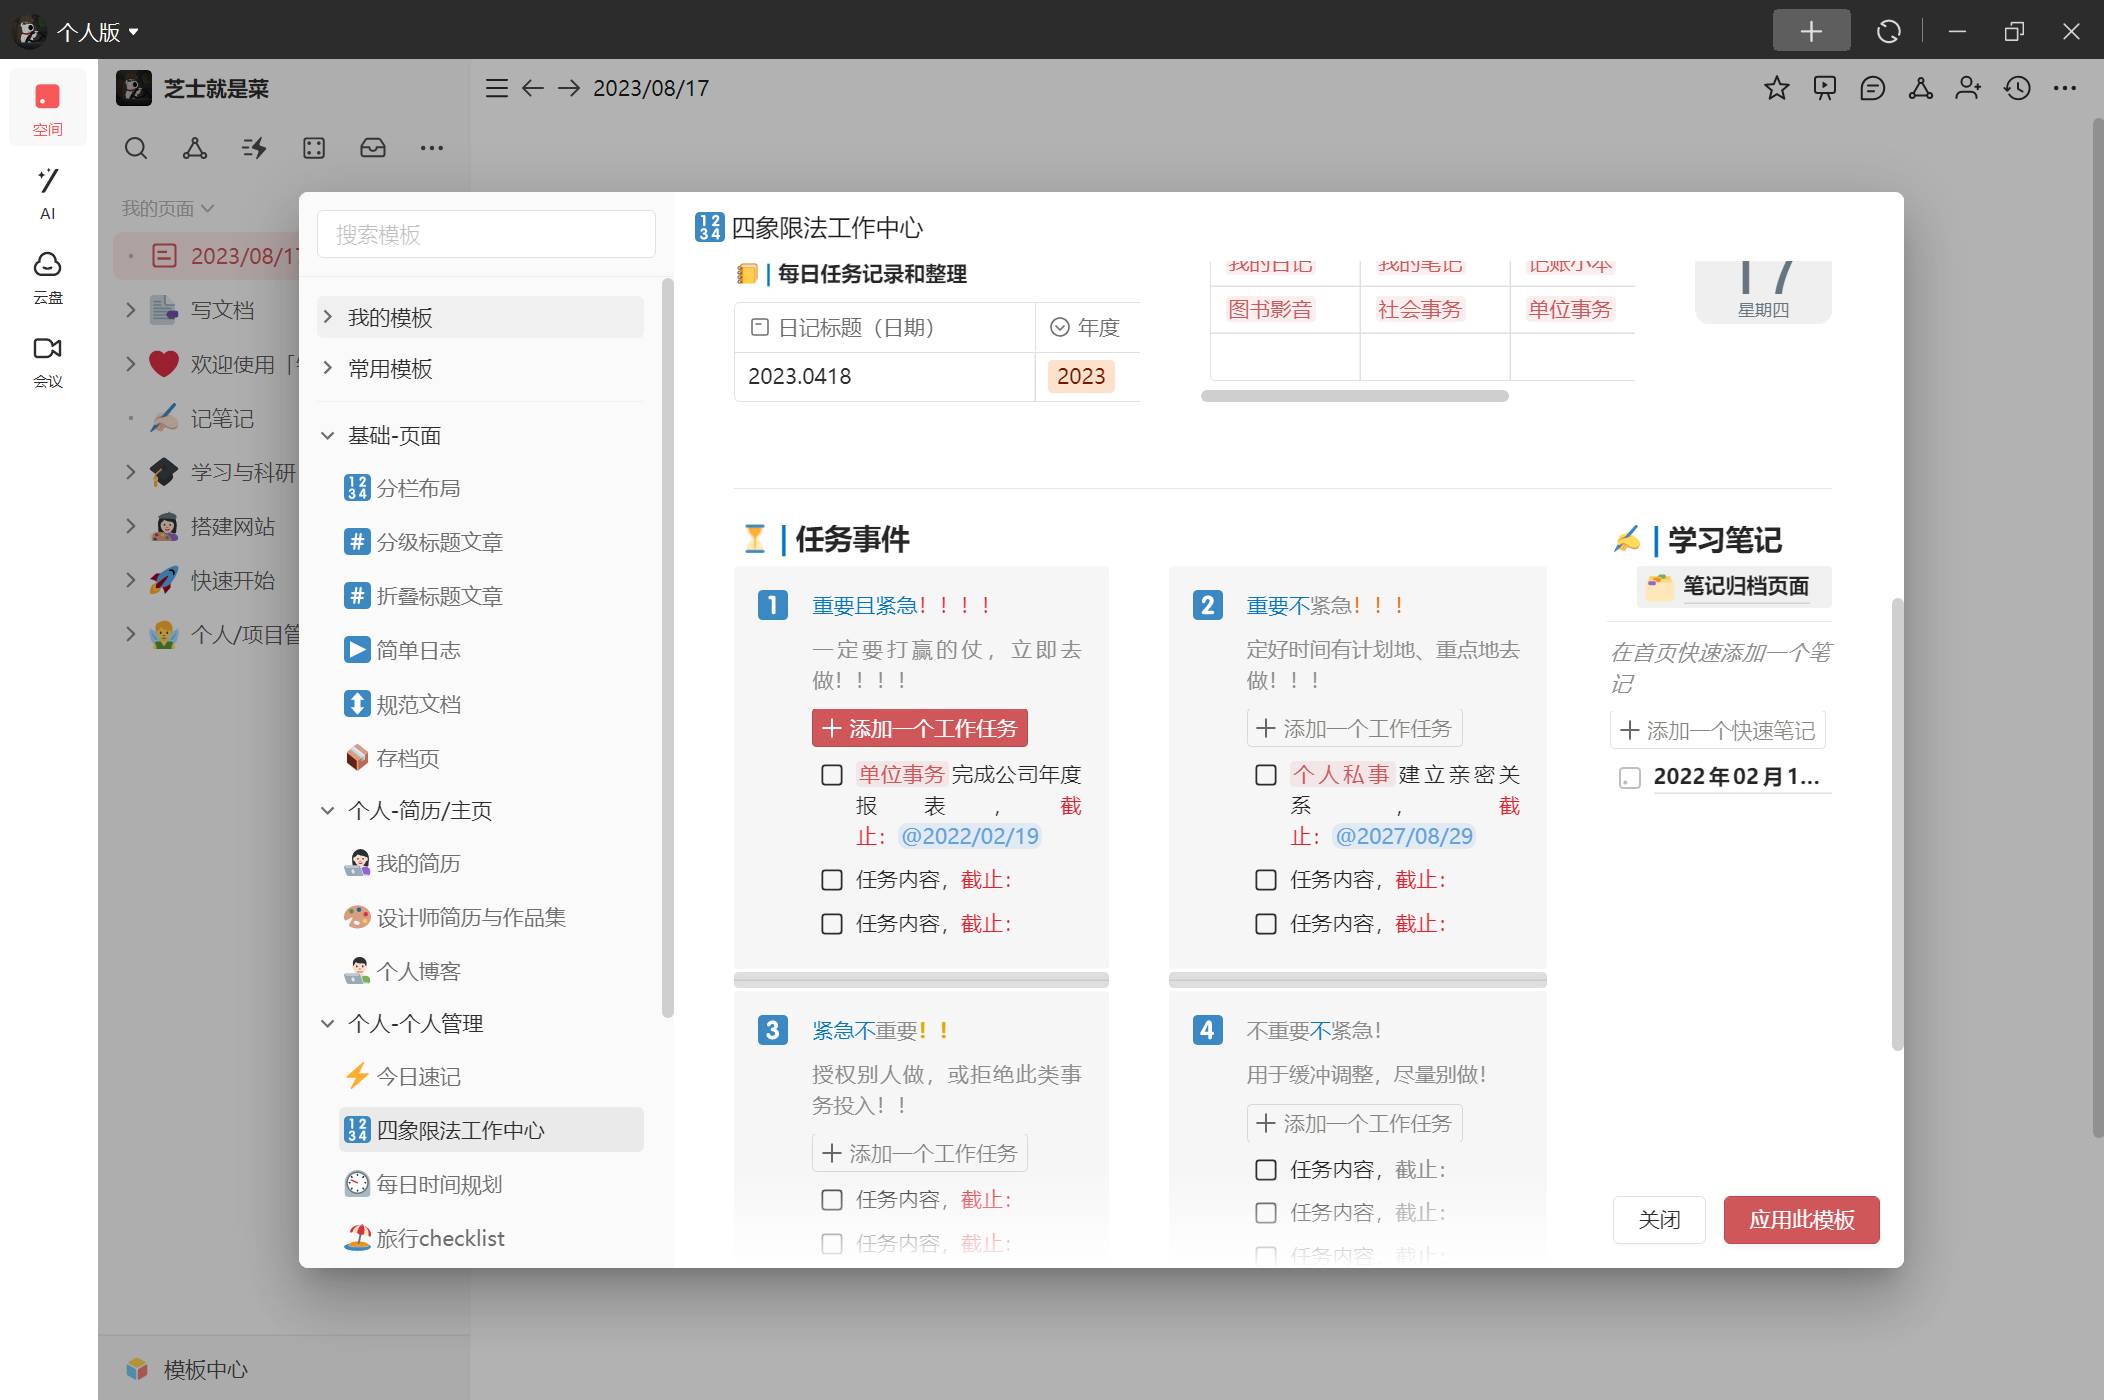 个人版
空间
AI
云盘
会议
芝士就是菜
我的页面
2023/08/17
写文档
欢迎使用「
记笔记
学习与科研
搭建网站
快速开始
个人/项目管
模板中心
2023/08/17
搜索模板
我的模板
常用模板
基础-页面
分栏布局
分级标题文章
折叠标题文章
简单日志
规范文档
存档页
个人-简历/主页
我的简历
设计师简历与作品集
个人博客
个人-个人管理
今日速记
四象限法工作中心
每日时间规划
旅行checklist
四象限法工作中心
每日任务记录和整理
日记标题（日期） 年度
2023.0418 2023
我的日记 我的笔记 记账小本
图书影音 社会事务 单位事务
17
星期四
任务事件
1 重要且紧急！！！！
一定要打赢的仗，立即去
做！！！！
添加一个工作任务
单位事务 完成公司年度
报表，截
止：@2022/02/19
任务内容，截止：
任务内容，截止：
2 重要不紧急！！！
定好时间有计划地、重点地去
做！！！
添加一个工作任务
个人私事 建立亲密关
系，截
止：@2027/08/29
任务内容，截止：
任务内容，截止：
3 紧急不重要！！
授权别人做，或拒绝此类事
务投入！！
添加一个工作任务
任务内容，截止：
任务内容，截止：
4 不重要不紧急！
用于缓冲调整，尽量别做！
添加一个工作任务
任务内容，截止：
任务内容，截止：
任务内容，截止：
学习笔记
笔记归档页面
在首页快速添加一个笔
记
添加一个快速笔记
2022年02月1...
关闭
应用此模板